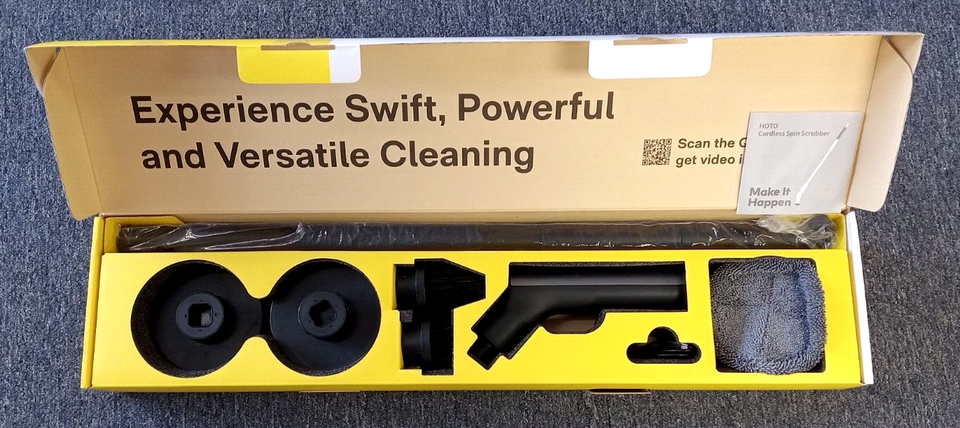 Experience Swift, Powerful
and Versatile Cleaning
Scan the
get video
HOTO
Cordless Spin Scrubber
Make It
Happen